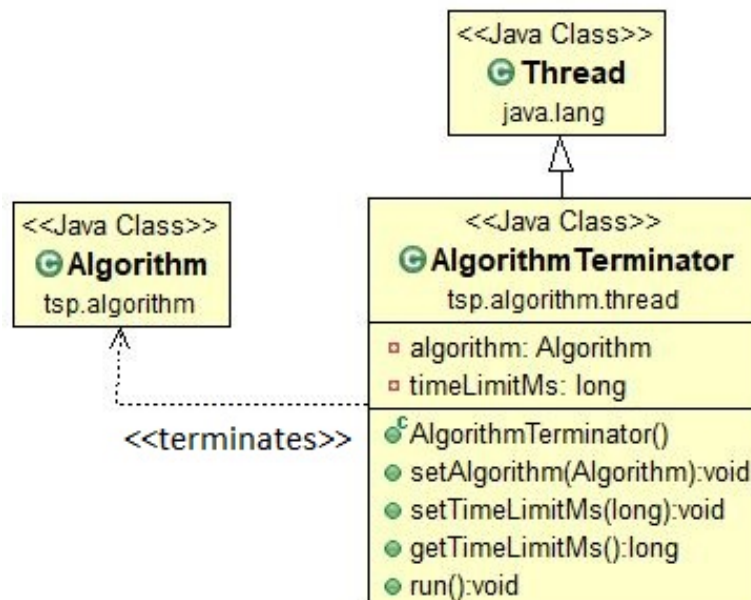 <<Java Class>>
Thread
java.lang
<<Java Class>>
Algorithm
tsp.algorithm
<<Java Class>>
AlgorithmTerminator
tsp.algorithm.thread
algorithm: Algorithm
timeLimitMs: long
<<terminates>>
AlgorithmTerminator()
setAlgorithm(Algorithm):void
setTimeLimitMs(long):void
getTimeLimitMs():long
run():void